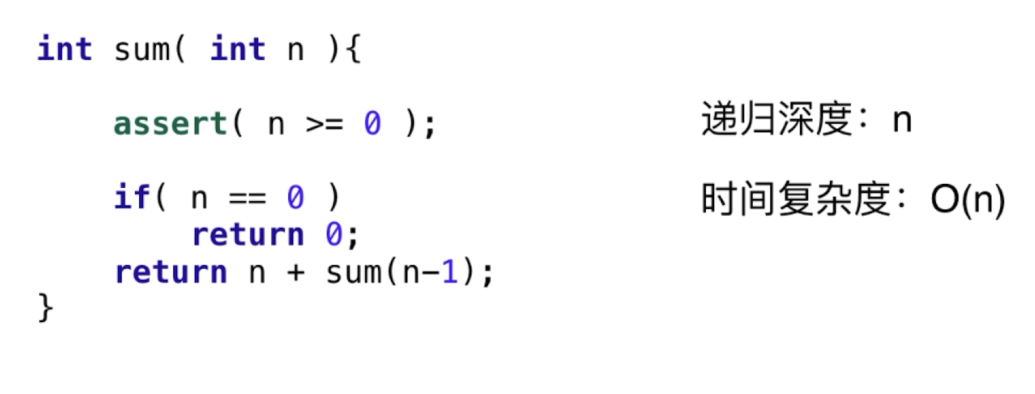 int sum( int n ){
assert( n >= 0 );
递归深度：n
if( n == 0 )
时间复杂度：O(n)
return 0;
return n + sum(n-1);
}